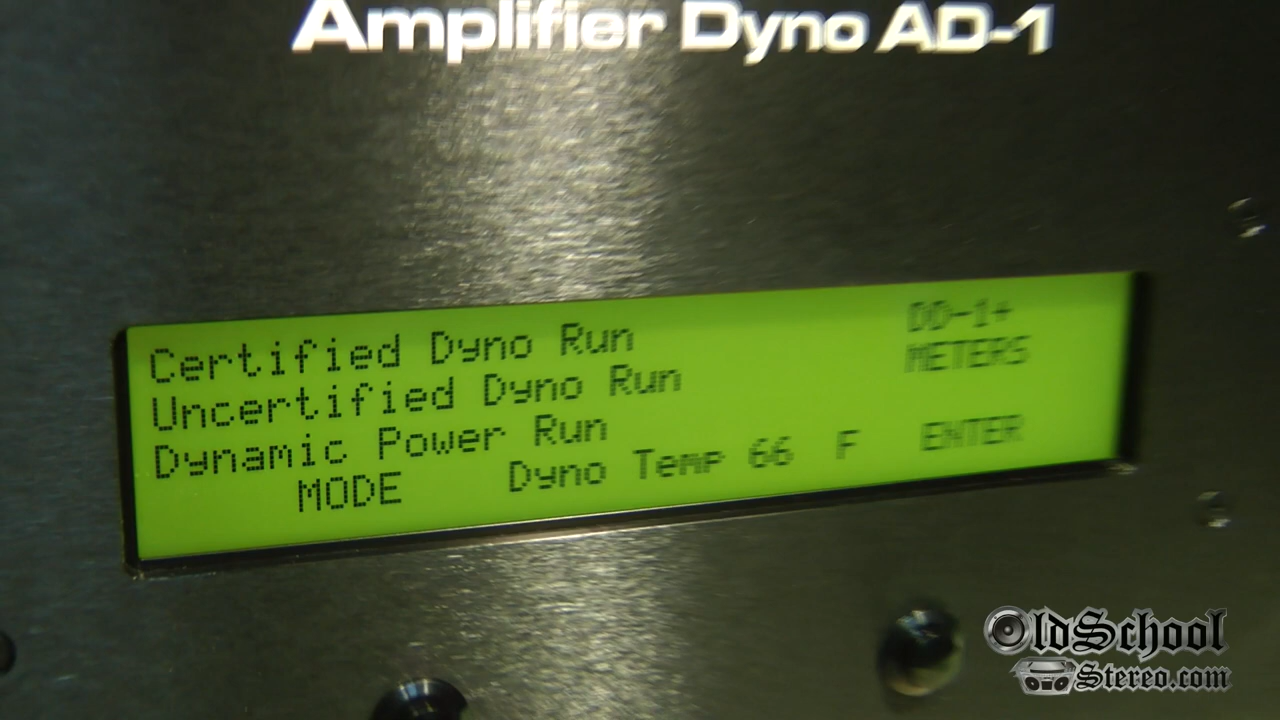 Amplifier Dyno AD-1
Certified Dyno Run DD-1+
Uncertified Dyno Run METERS
Dynamic Power Run
MODE Dyno Temp 66 F ENTER
OldSchool
Stereo.com